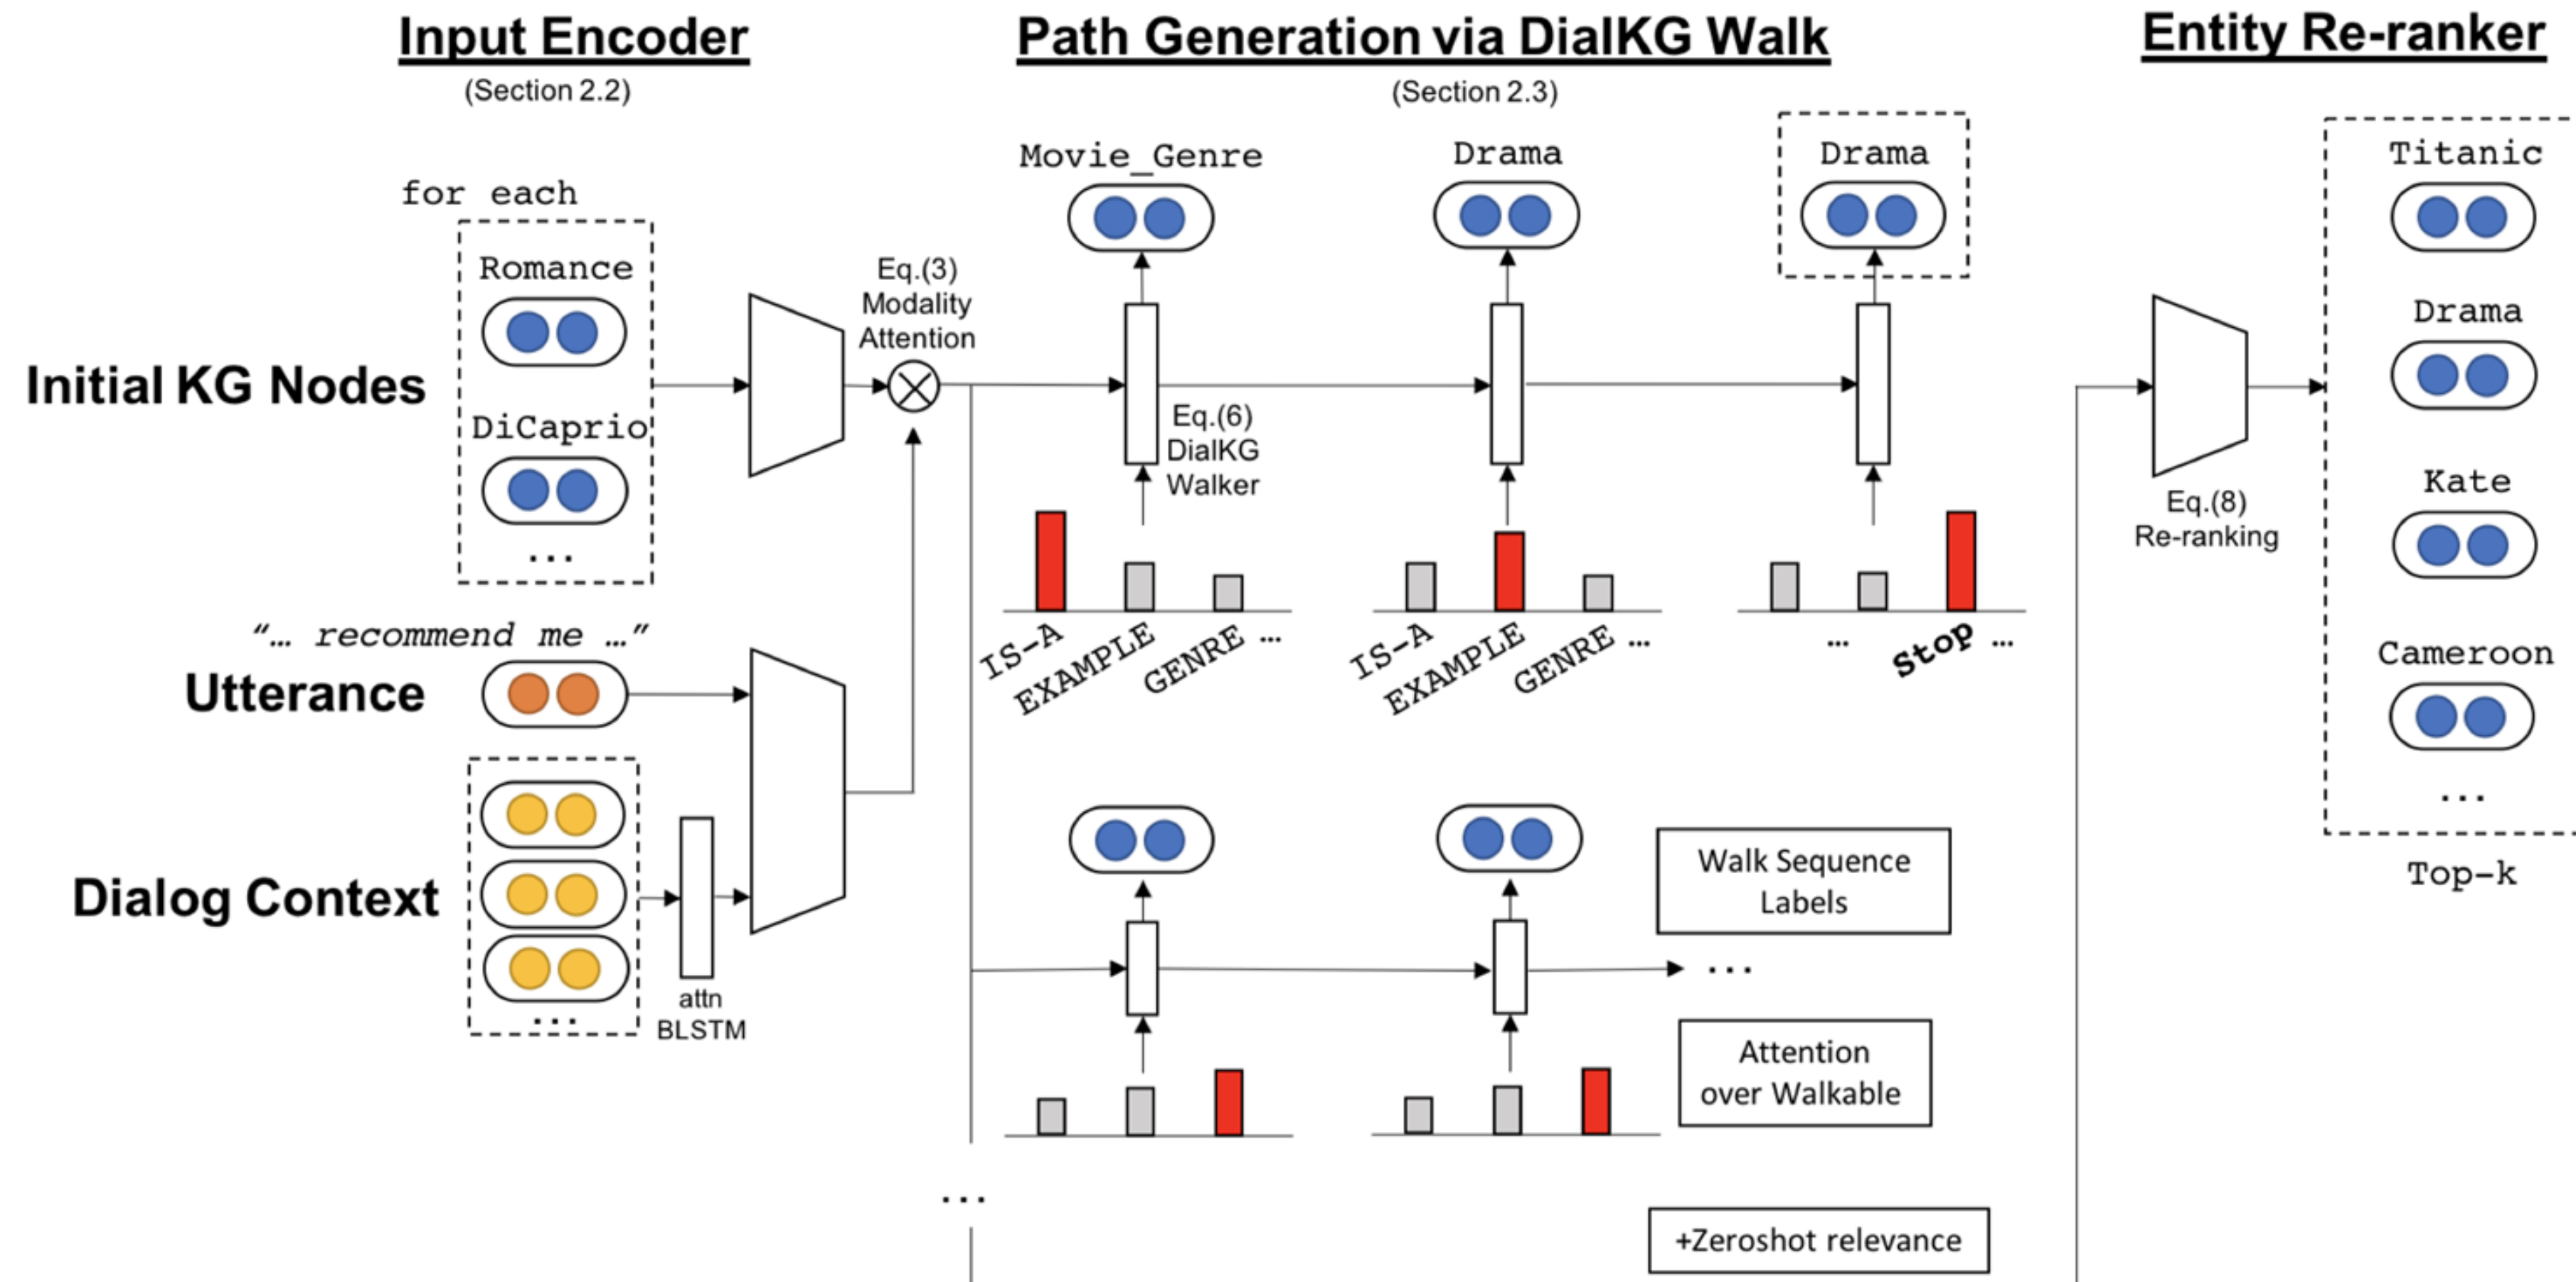 Input Encoder
(Section 2.2)
Path Generation via DialKG Walk
(Section 2.3)
Entity Re-ranker
for each
Romance
DiCaprio
...
Initial KG Nodes
Eq.(3)
Modality
Attention
“… recommend me …”
Utterance
Dialog Context
...
attn
BLSTM
Movie_Genre
Drama
Drama
Eq.(6)
DialKG
Walker
IS-A
EXAMPLE
GENRE ...
IS-A
EXAMPLE
GENRE ...
...
Stop ...
Walk Sequence
Labels
...
Attention
over Walkable
...
+Zeroshot relevance
Eq.(8)
Re-ranking
Titanic
Drama
Kate
Cameroon
...
Top-k